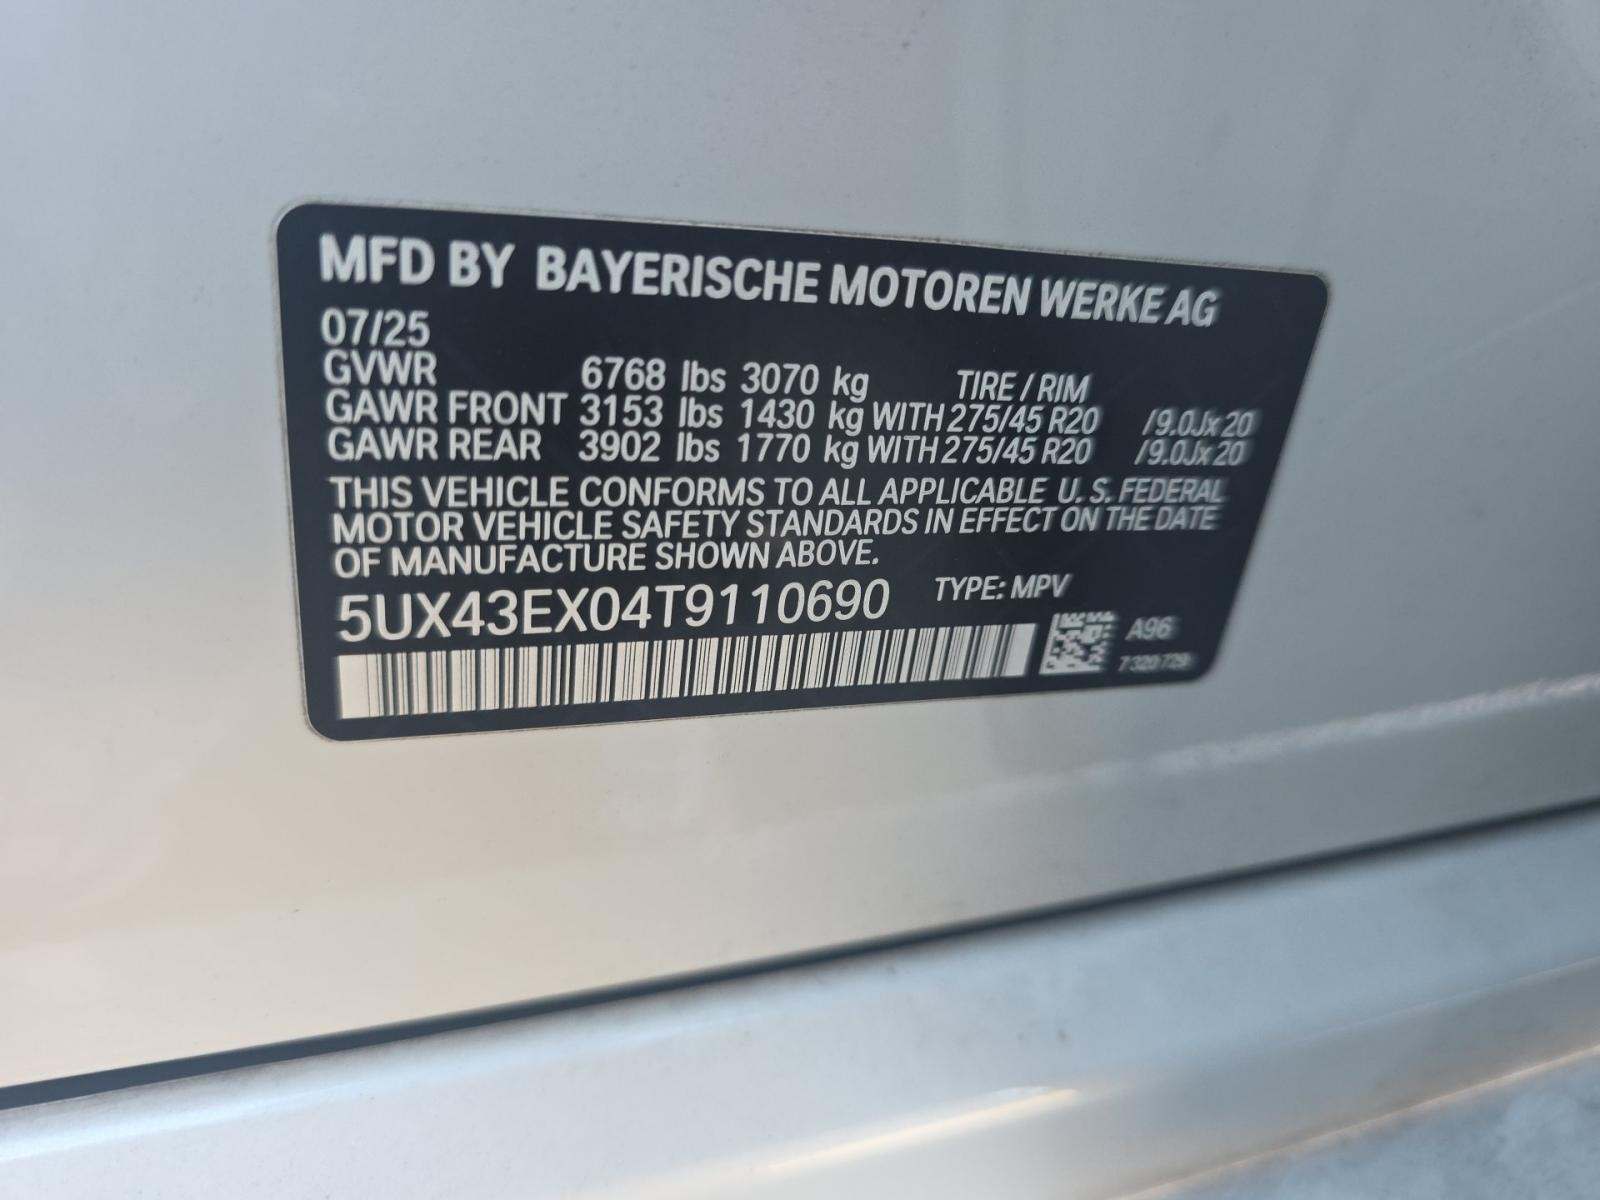 MFD BY BAYERISCHE MOTOREN WERKE AG
07/25
GVWR 6768 lbs 3070 kg TIRE / RIM
GAWR FRONT 3153 lbs 1430 kg WITH 275/45 R20 /9.0Jx20
GAWR REAR 3902 lbs 1770 kg WITH 275/45 R20 /9.0Jx20
THIS VEHICLE CONFORMS TO ALL APPLICABLE U. S. FEDERAL
MOTOR VEHICLE SAFETY STANDARDS IN EFFECT ON THE DATE
OF MANUFACTURE SHOWN ABOVE.
5UX43EX04T9110690 TYPE: MPV
A96